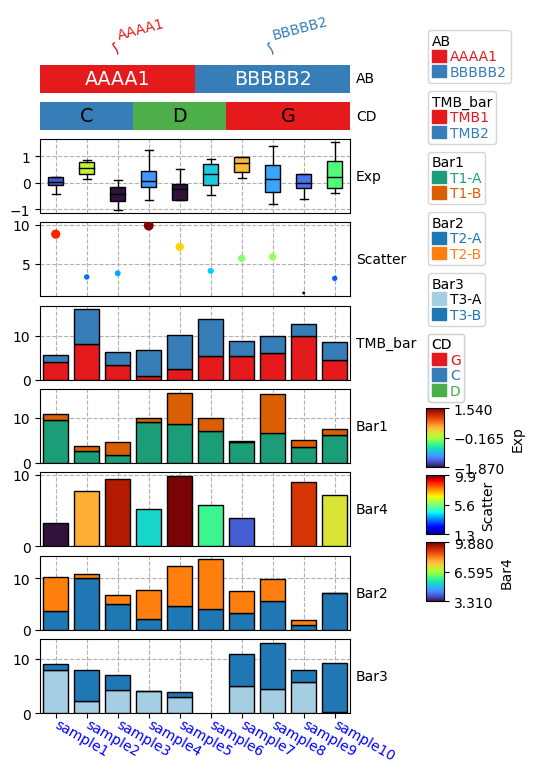 AAAA1
BBBBB2
AAAA1
BBBBB2
AB
C
D
G
CD
1
0
−1
Exp
10
5
Scatter
10
0
TMB_bar
10
0
Bar1
10
0
Bar4
10
0
Bar2
10
0
Bar3
sample1
sample2
sample3
sample4
sample5
sample6
sample7
sample8
sample9
sample10
AB
AAAA1
BBBBB2
TMB_bar
TMB1
TMB2
Bar1
T1-A
T1-B
Bar2
T2-A
T2-B
Bar3
T3-A
T3-B
CD
G
C
D
1.540
−0.165
−1.870
Exp
9.9
5.6
1.3
Scatter
9.880
6.595
3.310
Bar4